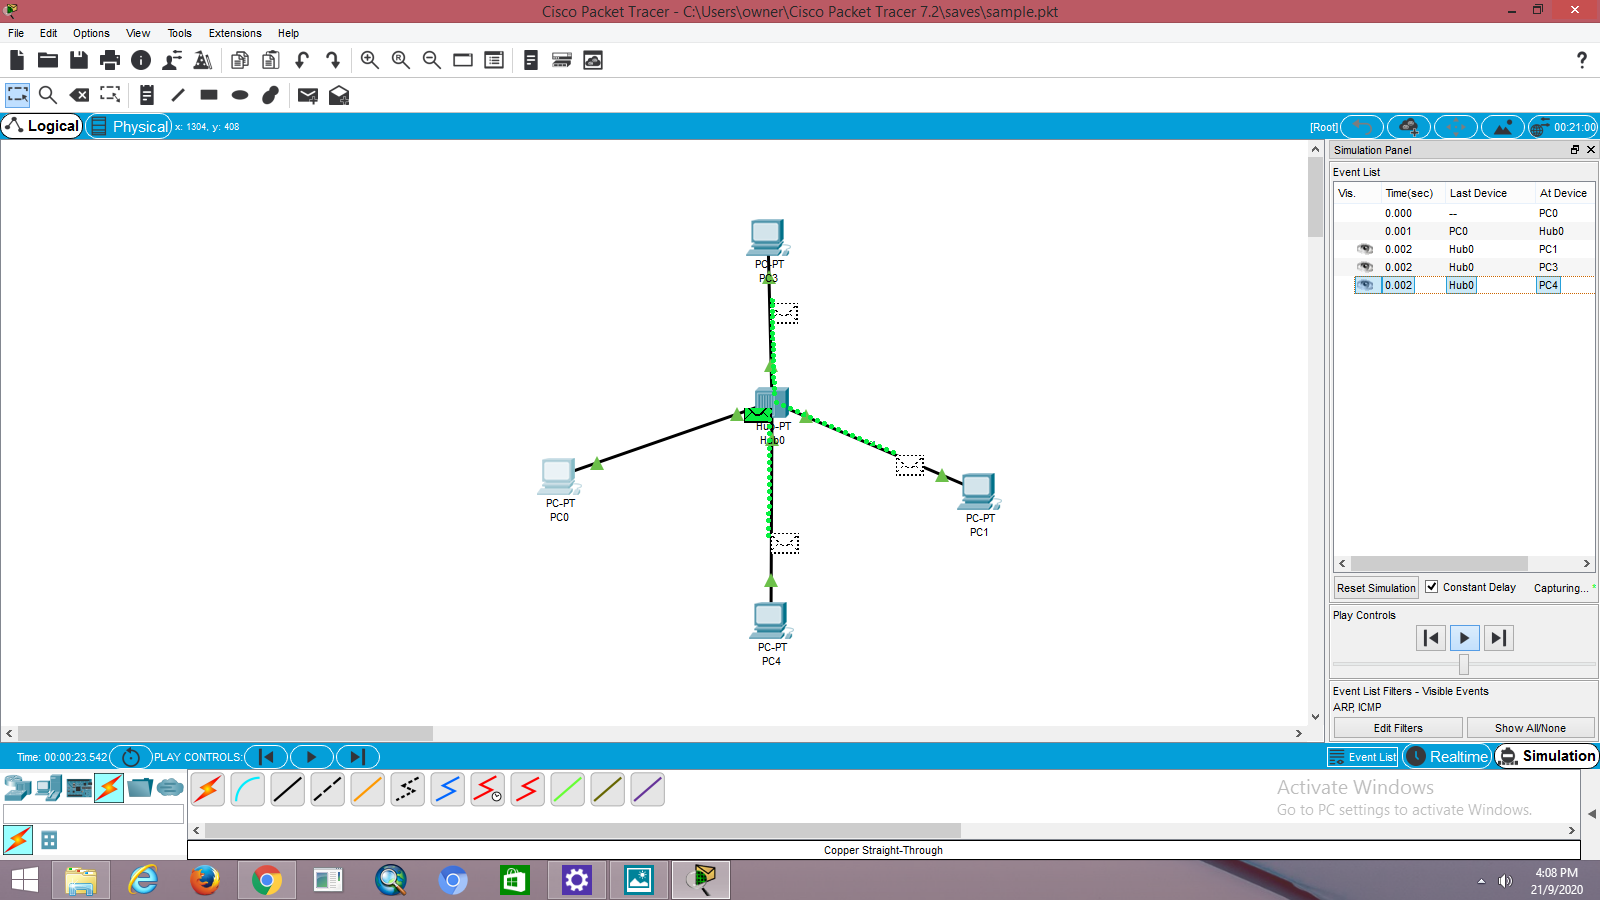 Cisco Packet Tracer - C:\Users\owner\Cisco Packet Tracer 7.2\saves\sample.pkt
File Edit Options View Tools Extensions Help
Logical Physical x: 1304, y: 408 [Root] 00:21:00
Simulation Panel
Event List
Vis. Time(sec) Last Device At Device
0.000 -- PC0
0.001 PC0 Hub0
0.002 Hub0 PC1
0.002 Hub0 PC3
0.002 Hub0 PC4
PC-PT
PC3
Hub-PT
Hub0
PC-PT
PC0
PC-PT
PC1
PC-PT
PC4
Reset Simulation Constant Delay Capturing...
Play Controls
Event List Filters - Visible Events
ARP, ICMP
Edit Filters Show All/None
Time: 00:00:23.542 PLAY CONTROLS: Event List Realtime Simulation
Activate Windows
Go to PC settings to activate Windows.
Copper Straight-Through
4:08 PM
21/9/2020